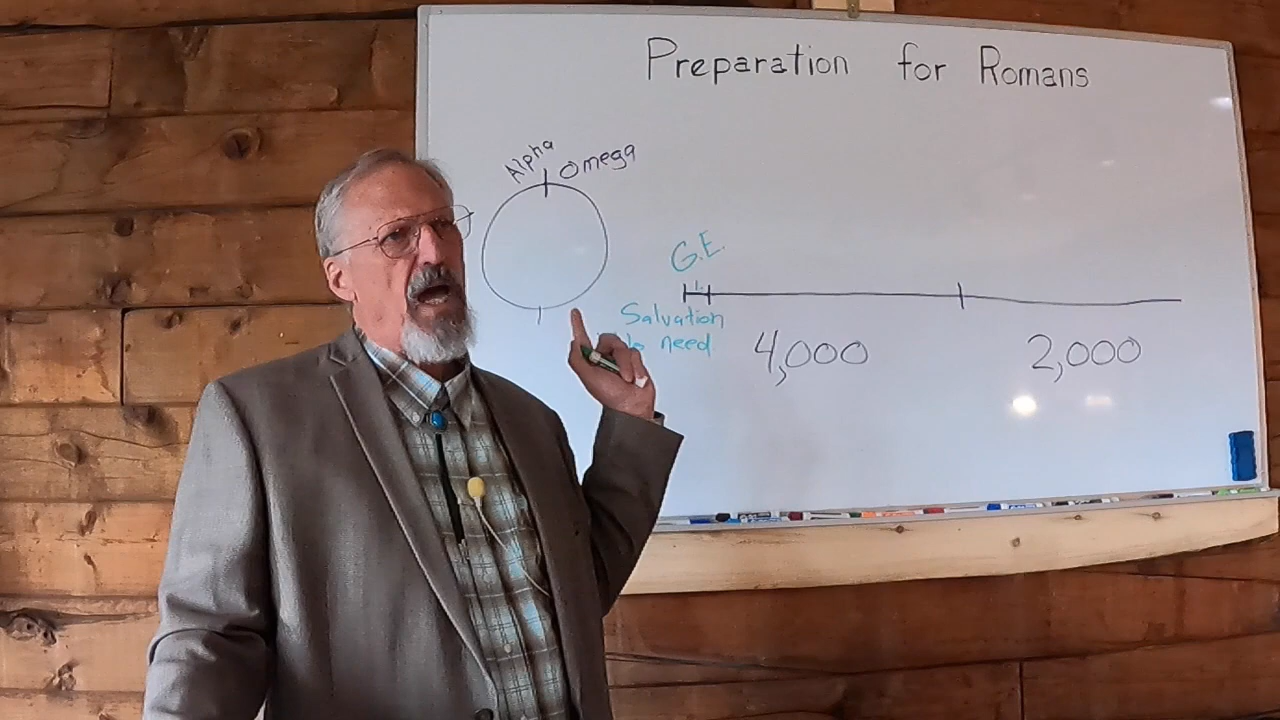 Preparation for Romans
Alpha Omega
G.E.
Salvation
need
4,000
2,000